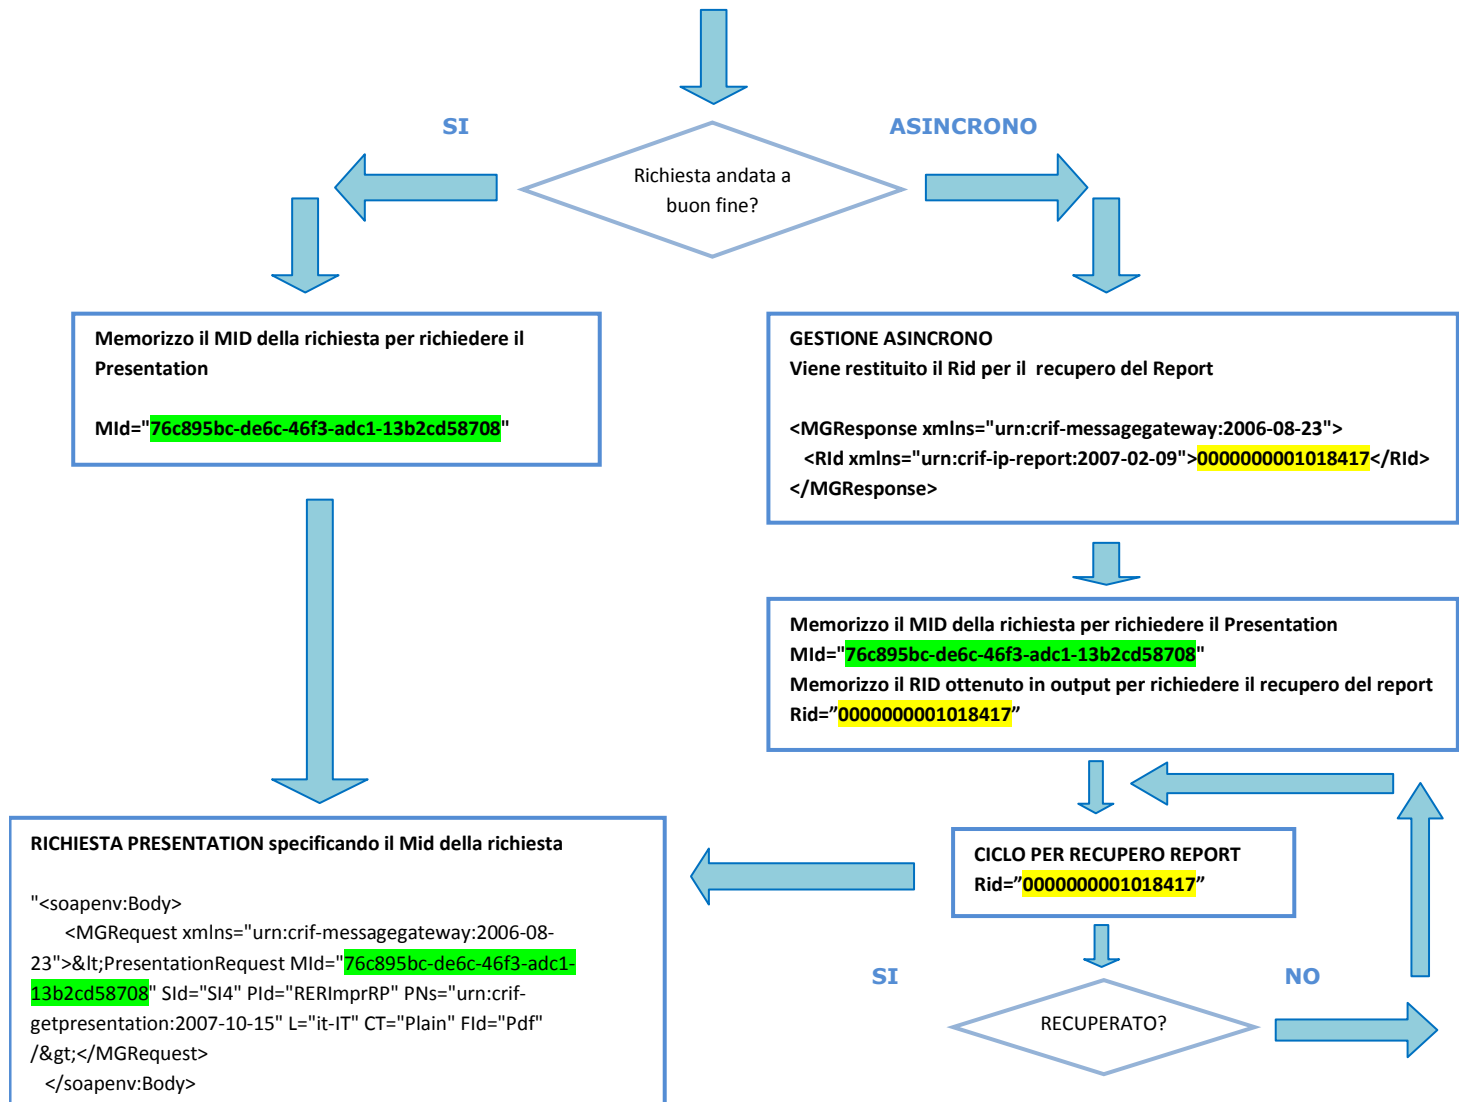 SI
ASINCRONO
Richiesta andata a
buon fine?
Memorizzo il MID della richiesta per richiedere il
Presentation
MId="76c895bc-de6c-46f3-adc1-13b2cd58708"
GESTIONE ASINCRONO
Viene restituito il Rid per il recupero del Report
<MGResponse xmlns="urn:crif-messagegateway:2006-08-23">
<RId xmlns="urn:crif-ip-report:2007-02-09">0000000001018417</RId>
</MGResponse>
Memorizzo il MID della richiesta per richiedere il Presentation
MId="76c895bc-de6c-46f3-adc1-13b2cd58708"
Memorizzo il RID ottenuto in output per richiedere il recupero del report
Rid=”0000000001018417”
RICHIESTA PRESENTATION specificando il Mid della richiesta
"<soapenv:Body>
<MGRequest xmlns="urn:crif-messagegateway:2006-08-
23">&lt;PresentationRequest MId="76c895bc-de6c-46f3-adc1-
13b2cd58708" SId="SI4" PId="RERImprRP" PNs="urn:crif-
getpresentation:2007-10-15" L="it-IT" CT="Plain" FId="Pdf"
/&gt;</MGRequest>
</soapenv:Body>
CICLO PER RECUPERO REPORT
Rid=”0000000001018417”
SI
NO
RECUPERATO?